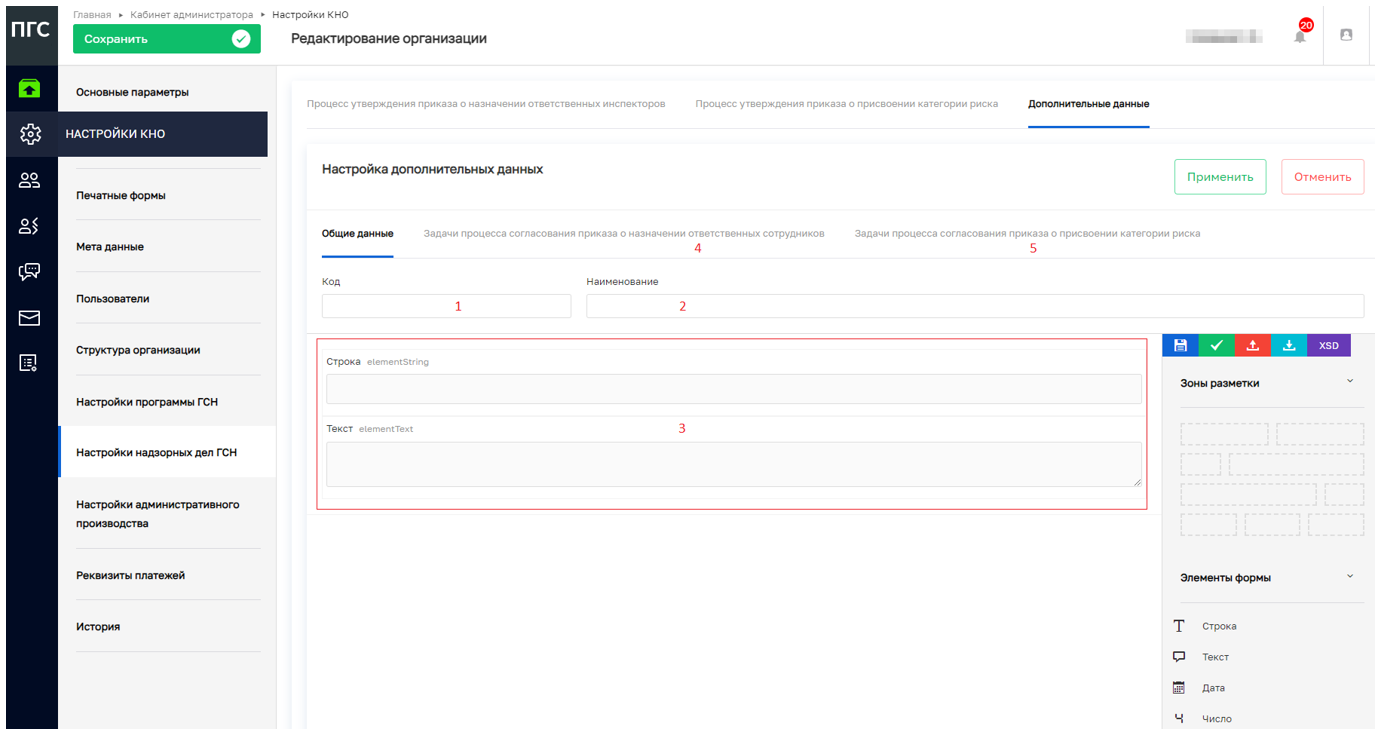 ПГС
Главная ▸ Кабинет администратора ▸ Настройки КНО
Сохранить
Редактирование организации
20
Основные параметры
НАСТРОЙКИ КНО
Печатные формы
Мета данные
Пользователи
Структура организации
Настройки программы ГСН
Настройки надзорных дел ГСН
Настройки административного
производства
Реквизиты платежей
История
Процесс утверждения приказа о назначении ответственных инспекторов
Процесс утверждения приказа о присвоении категории риска
Дополнительные данные
Настройка дополнительных данных
Применить
Отменить
Общие данные
Задачи процесса согласования приказа о назначении ответственных сотрудников
4
Задачи процесса согласования приказа о присвоении категории риска
5
Код
1
Наименование
2
Строка elementString
Текст elementText
3
XSD
Зоны разметки
Элементы формы
Строка
Текст
Дата
Число